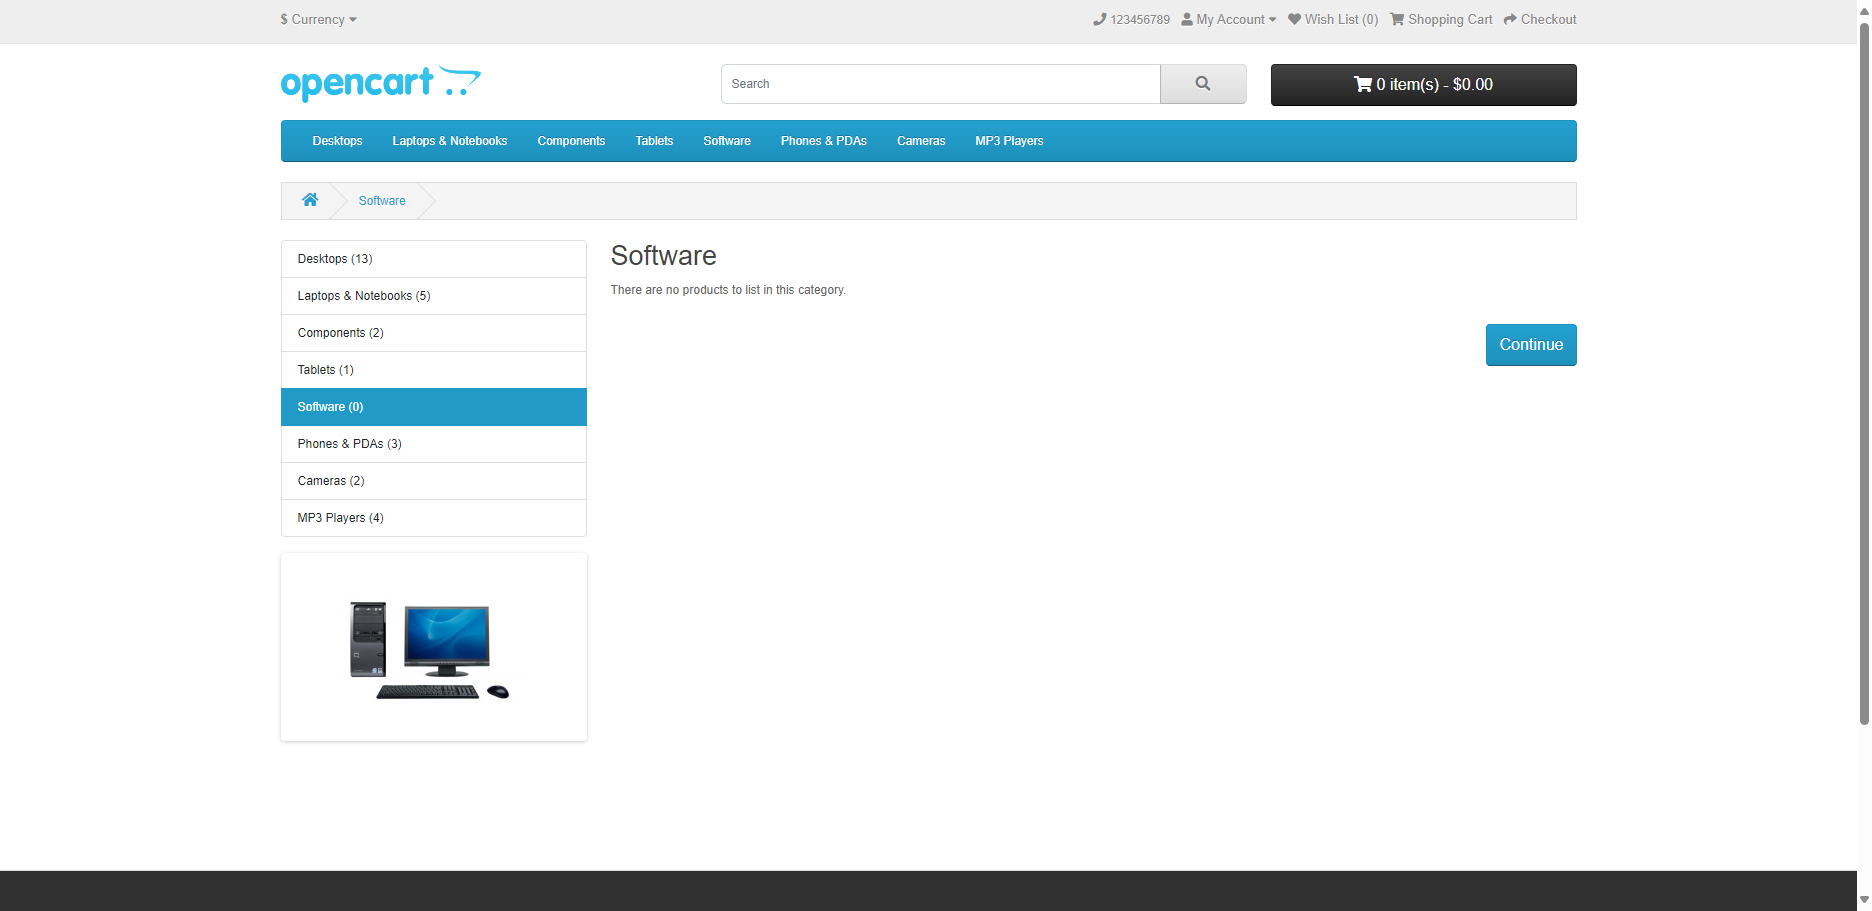 $ Currency
123456789 My Account Wish List (0) Shopping Cart Checkout
opencart
Search
0 item(s) - $0.00
Desktops Laptops & Notebooks Components Tablets Software Phones & PDAs Cameras MP3 Players
Software
Desktops (13)
Laptops & Notebooks (5)
Components (2)
Tablets (1)
Software (0)
Phones & PDAs (3)
Cameras (2)
MP3 Players (4)
Software
There are no products to list in this category.
Continue